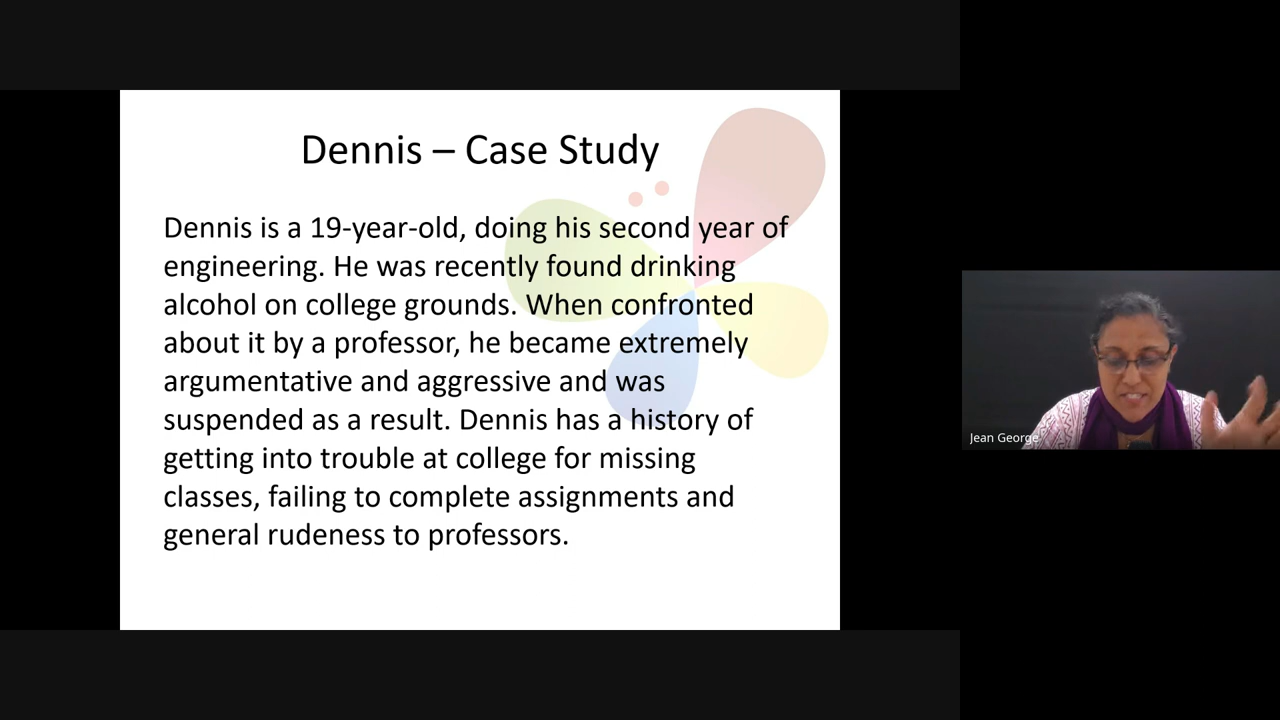 Dennis – Case Study
Dennis is a 19-year-old, doing his second year of
engineering. He was recently found drinking
alcohol on college grounds. When confronted
about it by a professor, he became extremely
argumentative and aggressive and was
suspended as a result. Dennis has a history of
getting into trouble at college for missing
classes, failing to complete assignments and
general rudeness to professors.
Jean George